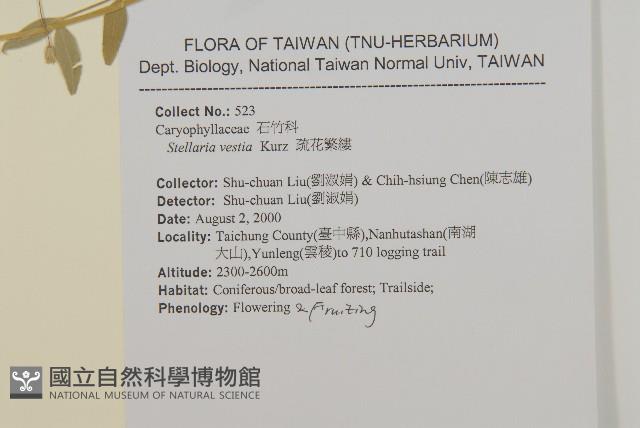 FLORA OF TAIWAN (TNU-HERBARIUM)
Dept. Biology, National Taiwan Normal Univ, TAIWAN
Collect No.: 523
Caryophyllaceae 石竹科
Stellaria vestia Kurz 疏花繁縷
Collector: Shu-chuan Liu(劉淑娟) & Chih-hsiung Chen(陳志雄)
Detector: Shu-chuan Liu(劉淑娟)
Date: August 2, 2000
Locality: Taichung County(臺中縣),Nanhutashan(南湖
大山),Yunleng(雲稜)to 710 logging trail
Altitude: 2300-2600m
Habitat: Coniferous/broad-leaf forest; Trailside;
Phenology: Flowering & Fruiting
國立自然科學博物館
NATIONAL MUSEUM OF NATURAL SCIENCE